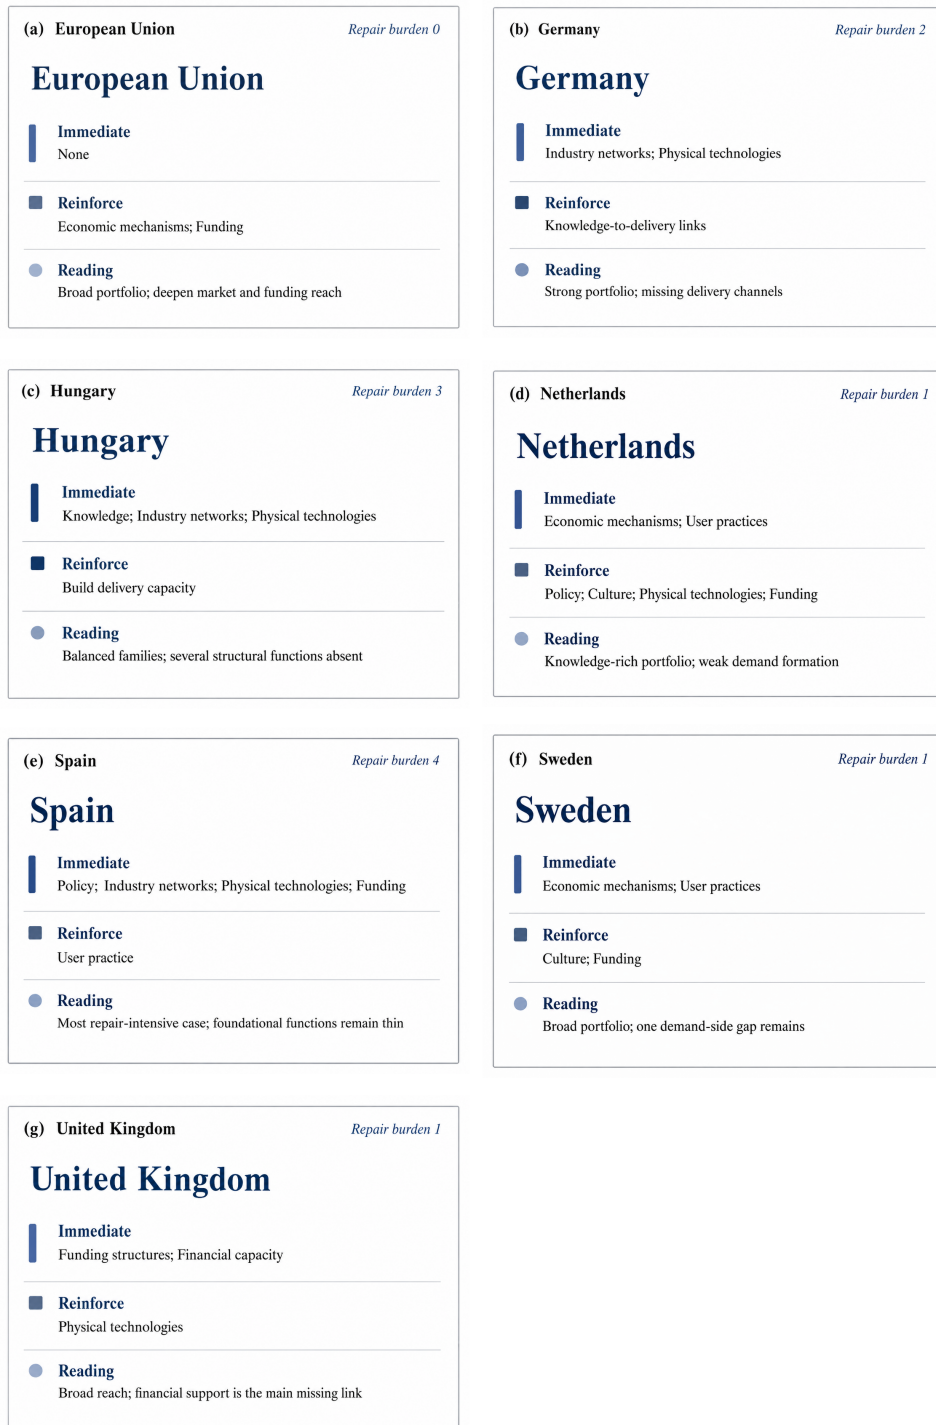 (a) European Union Repair burden 0
European Union
Immediate
None
Reinforce
Economic mechanisms; Funding
Reading
Broad portfolio; deepen market and funding reach
(b) Germany Repair burden 2
Germany
Immediate
Industry networks; Physical technologies
Reinforce
Knowledge-to-delivery links
Reading
Strong portfolio; missing delivery channels
(c) Hungary Repair burden 3
Hungary
Immediate
Knowledge; Industry networks; Physical technologies
Reinforce
Build delivery capacity
Reading
Balanced families; several structural functions absent
(d) Netherlands Repair burden 1
Netherlands
Immediate
Economic mechanisms; User practices
Reinforce
Policy; Culture; Physical technologies; Funding
Reading
Knowledge-rich portfolio; weak demand formation
(e) Spain Repair burden 4
Spain
Immediate
Policy; Industry networks; Physical technologies; Funding
Reinforce
User practice
Reading
Most repair-intensive case; foundational functions remain thin
(f) Sweden Repair burden 1
Sweden
Immediate
Economic mechanisms; User practices
Reinforce
Culture; Funding
Reading
Broad portfolio; one demand-side gap remains
(g) United Kingdom Repair burden 1
United Kingdom
Immediate
Funding structures; Financial capacity
Reinforce
Physical technologies
Reading
Broad reach; financial support is the main missing link